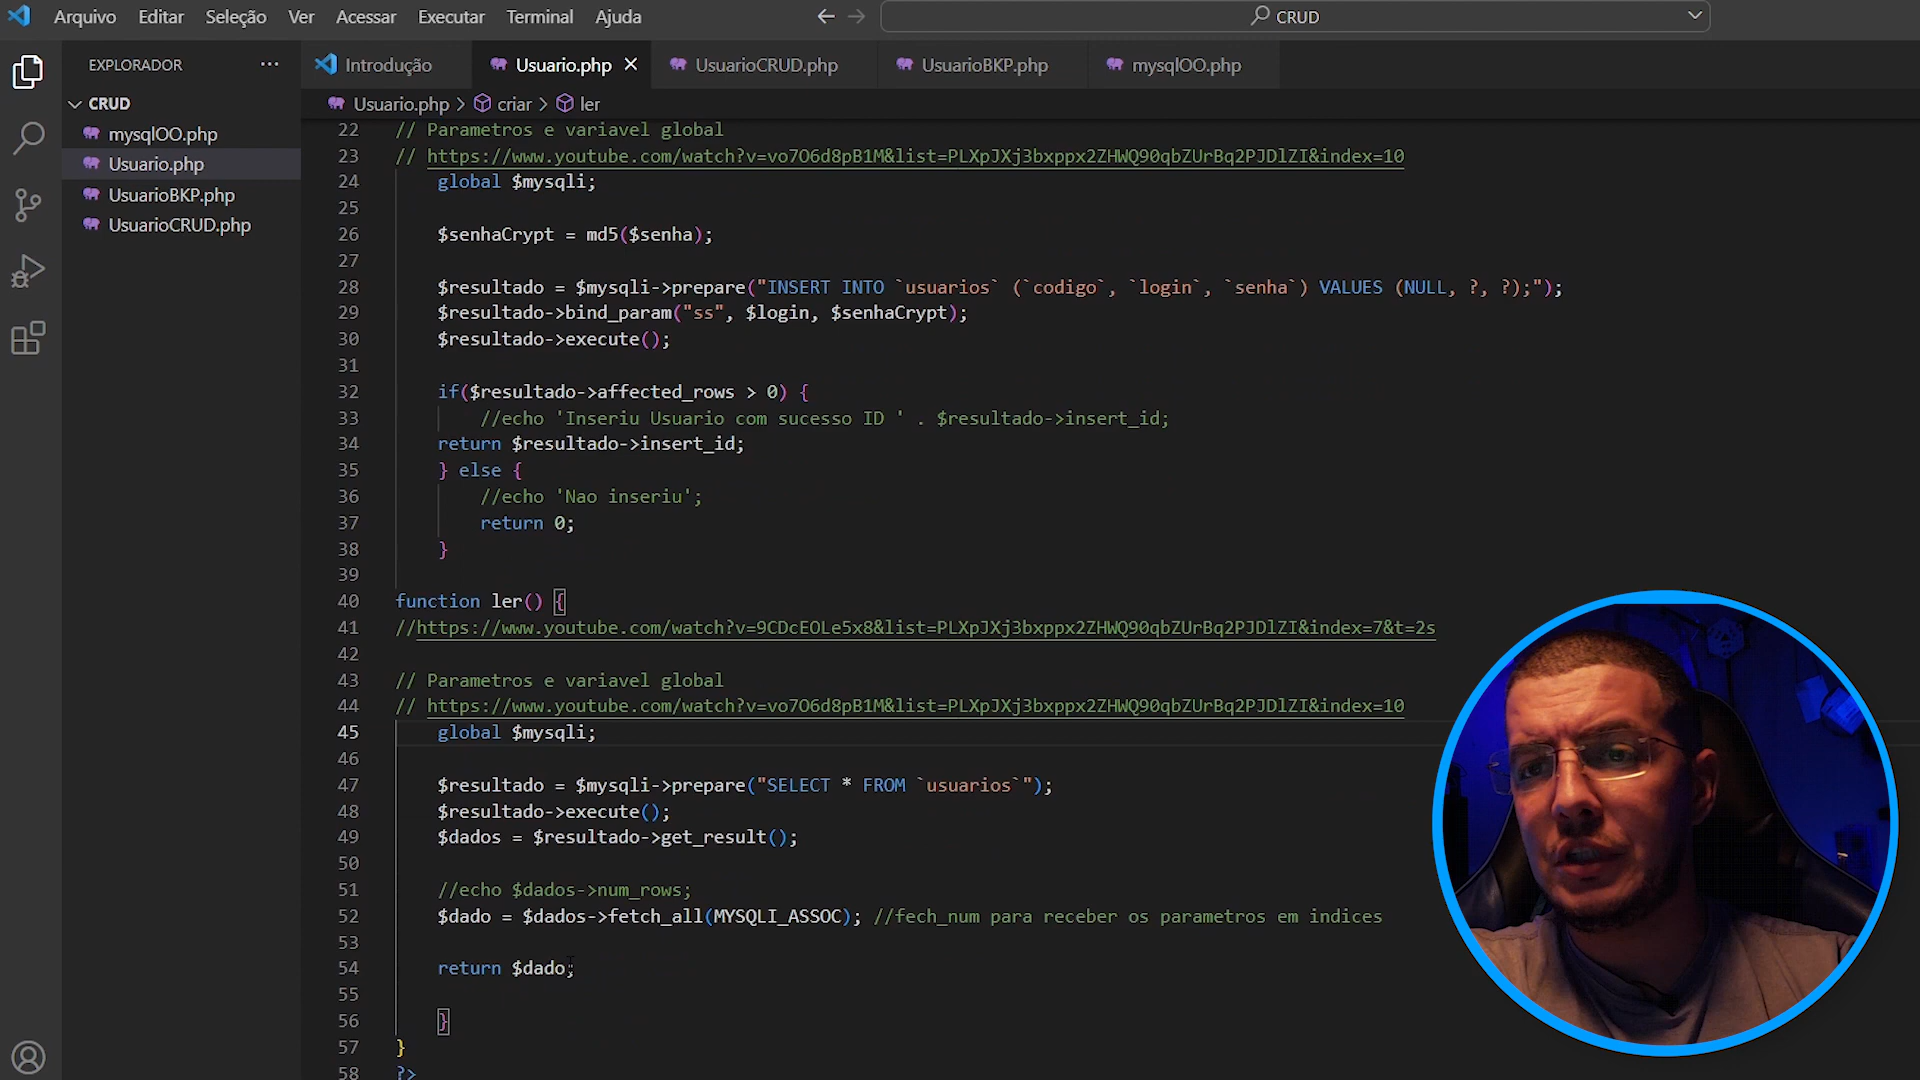 Arquivo Editar Seleção Ver Acessar Executar Terminal Ajuda
CRUD
EXPLORADOR
Introdução Usuario.php UsuarioCRUD.php UsuarioBKP.php mysqlOO.php
CRUD
mysqlOO.php
Usuario.php
UsuarioBKP.php
UsuarioCRUD.php
Usuario.php > criar > ler
22 // Parametros e variavel global
23 // https://www.youtube.com/watch?v=vo7O6d8pB1M&list=PLXpJXj3bxppx2ZHWQ90qbZUrBq2PJDlZI&index=10
24 global $mysqli;
25
26 $senhaCrypt = md5($senha);
27
28 $resultado = $mysqli->prepare("INSERT INTO `usuarios` (`codigo`, `login`, `senha`) VALUES (NULL, ?, ?);");
29 $resultado->bind_param("ss", $login, $senhaCrypt);
30 $resultado->execute();
31
32 if($resultado->affected_rows > 0) {
33 //echo 'Inseriu Usuario com sucesso ID ' . $resultado->insert_id;
34 return $resultado->insert_id;
35 } else {
36 //echo 'Nao inseriu';
37 return 0;
38 }
39
40 function ler() {
41 //https://www.youtube.com/watch?v=9CDcEOLe5x8&list=PLXpJXj3bxppx2ZHWQ90qbZUrBq2PJDlZI&index=7&t=2s
42
43 // Parametros e variavel global
44 // https://www.youtube.com/watch?v=vo7O6d8pB1M&list=PLXpJXj3bxppx2ZHWQ90qbZUrBq2PJDlZI&index=10
45 global $mysqli;
46
47 $resultado = $mysqli->prepare("SELECT * FROM `usuarios`");
48 $resultado->execute();
49 $dados = $resultado->get_result();
50
51 //echo $dados->num_rows;
52 $dado = $dados->fetch_all(MYSQLI_ASSOC); //fech_num para receber os parametros em indices
53
54 return $dado;
55
56 }
57 }
58 ?>